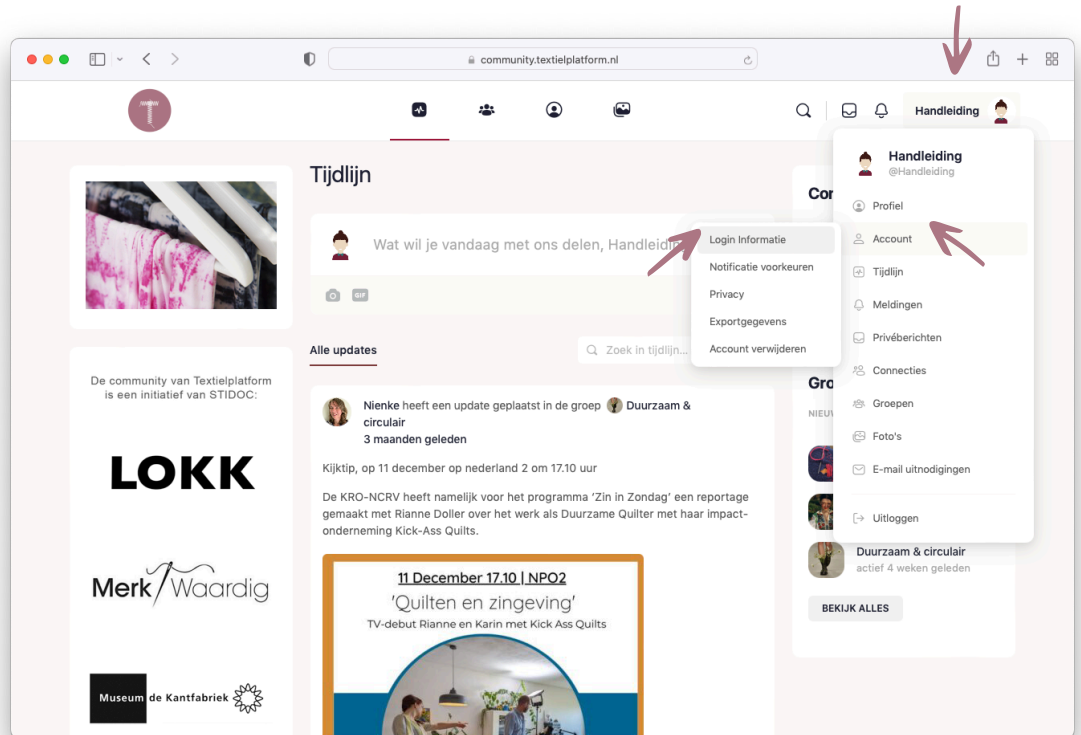 community.textielplatform.nl
T
Handleiding
Handleiding
@Handleiding
Profiel
Account
Tijdlijn
Meldingen
Privéberichten
Connecties
Groepen
Foto's
E-mail uitnodigingen
Uitloggen
Login Informatie
Notificatie voorkeuren
Privacy
Exportgegevens
Account verwijderen
Tijdlijn
Wat wil je vandaag met ons delen, Handleidin
GIF
Alle updates
Zoek in tijdlijn...
Nienke heeft een update geplaatst in de groep Duurzaam &
circulair
3 maanden geleden
Kijktip, op 11 december op nederland 2 om 17.10 uur
De KRO-NCRV heeft namelijk voor het programma ‘Zin in Zondag’ een reportage
gemaakt met Rianne Doller over het werk als Duurzame Quilter met haar impact-
onderneming Kick-Ass Quilts.
11 December 17.10 | NPO2
'Quilten en zingeving'
TV-debut Rianne en Karin met Kick Ass Quilts
De community van Textielplatform
is een initiatief van STIDOC:
LOKK
Merk Waardig
Museum de Kantfabriek
Con
Gro
NIEUW
Duurzaam & circulair
actief 4 weken geleden
BEKIJK ALLES